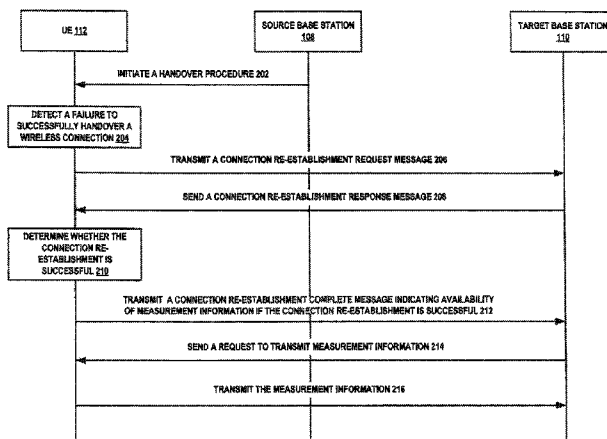 UE 112
SOURCE BASE STATION
108
TARGET BASE STATION
110
INITIATE A HANDOVER PROCEDURE 202
DETECT A FAILURE TO
SUCCESSFULLY HANDOVER A
WIRELESS CONNECTION 204
TRANSMIT A CONNECTION RE-ESTABLISHMENT REQUEST MESSAGE 206
SEND A CONNECTION RE-ESTABLISHMENT RESPONSE MESSAGE 208
DETERMINE WHETHER THE
CONNECTION RE-
ESTABLISHMENT IS
SUCCESSFUL 210
TRANSMIT A CONNECTION RE-ESTABLISHMENT COMPLETE MESSAGE INDICATING AVAILABILITY
OF MEASUREMENT INFORMATION IF THE CONNECTION RE-ESTABLISHMENT IS SUCCESSFUL 212
SEND A REQUEST TO TRANSMIT MEASUREMENT INFORMATION 214
TRANSMIT THE MEASUREMENT INFORMATION 216